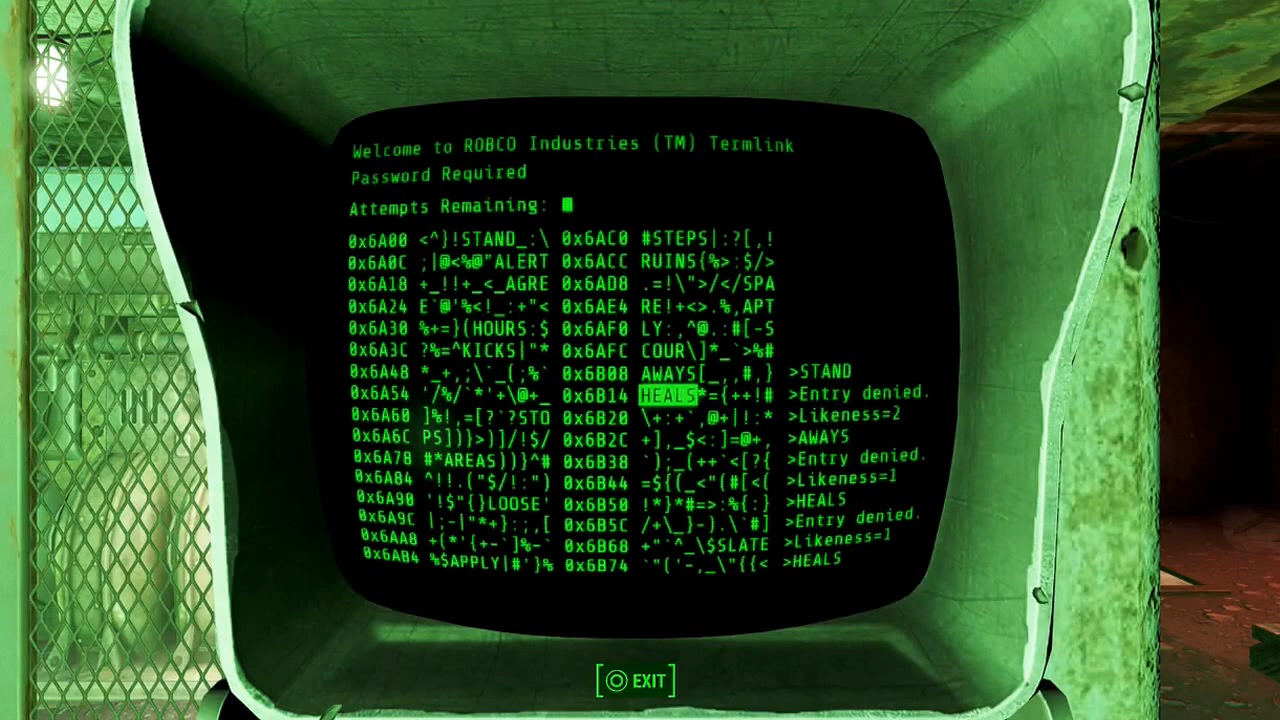 Welcome to ROBCO Industries (TM) Termlink
Password Required
Attempts Remaining: ■
0x6A00 <^}!STAND_:\ 0x6AC0 #STEPS|:?[,!
0x6A0C ;|@<%@"ALERT 0x6ACC RUINS{%>:$/>
0x6A18 +_!!+_<_AGRE 0x6AD8 .=!\">/</SPA
0x6A24 E`@'%<!_:+"< 0x6AE4 RE!+<>.%,APT
0x6A30 %+=}(HOURS:$ 0x6AF0 LY:,^@.:#[-S
0x6A3C ?%=^KICKS|"* 0x6AFC COUR\]*_`>%#
0x6A48 *_+,;\`_(;%` 0x6B08 AWAYS[_,,#,} >STAND
0x6A54 '/%/`*'+\@+_ 0x6B14 HEALS*={++!# >Entry denied.
0x6A60 ]%!,=[?`?STO 0x6B20 \+:+`,@+|!:* >Likeness=2
0x6A6C PS])}>)]/!$/ 0x6B2C +],_$<:]=@+, >AWAYS
0x6A78 #*AREAS))}^# 0x6B38 `);_(++`<[?{ >Entry denied.
0x6A84 ^!!.("$/!:") 0x6B44 =${(_<"(#[<( >Likeness=1
0x6A90 '!$"{}LOOSE' 0x6B50 !*}*#=>:%{:} >HEALS
0x6A9C |;-|"*+}:;,[ 0x6B5C /+\_}-).\`#] >Entry denied.
0x6AA8 +(*'{+-`]%-` 0x6B68 +"`^_\$SLATE >Likeness=1
0x6AB4 %$APPLY|#'}% 0x6B74 `"('-,_\"{{< >HEALS
EXIT